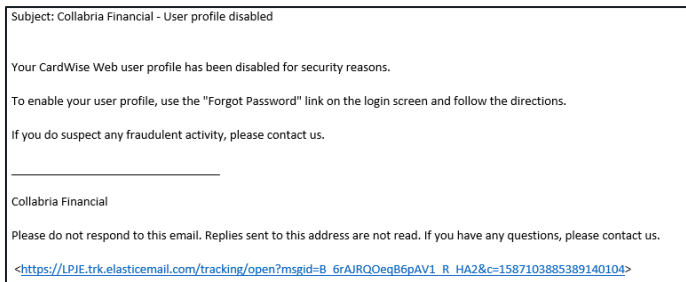 Subject: Collabria Financial - User profile disabled
Your CardWise Web user profile has been disabled for security reasons.
To enable your user profile, use the "Forgot Password" link on the login screen and follow the directions.
If you do suspect any fraudulent activity, please contact us.
Collabria Financial
Please do not respond to this email. Replies sent to this address are not read. If you have any questions, please contact us.
<https://LPJE.trk.elasticemail.com/tracking/open?msgid=B_6rAJRQOeqB6pAV1_R_HA2&c=1587103885389140104>